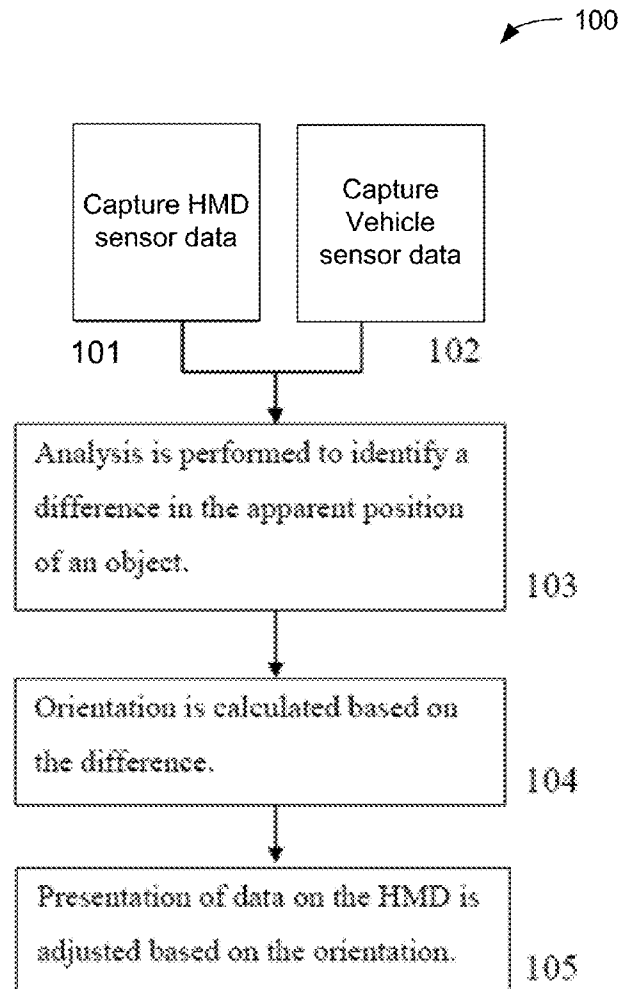 100
Capture HMD
sensor data
Capture
Vehicle
sensor data
101
102
Analysis is performed to identify a
difference in the apparent position
of an object.
103
Orientation is calculated based on
the difference.
104
Presentation of data on the HMD is
adjusted based on the orientation.
105